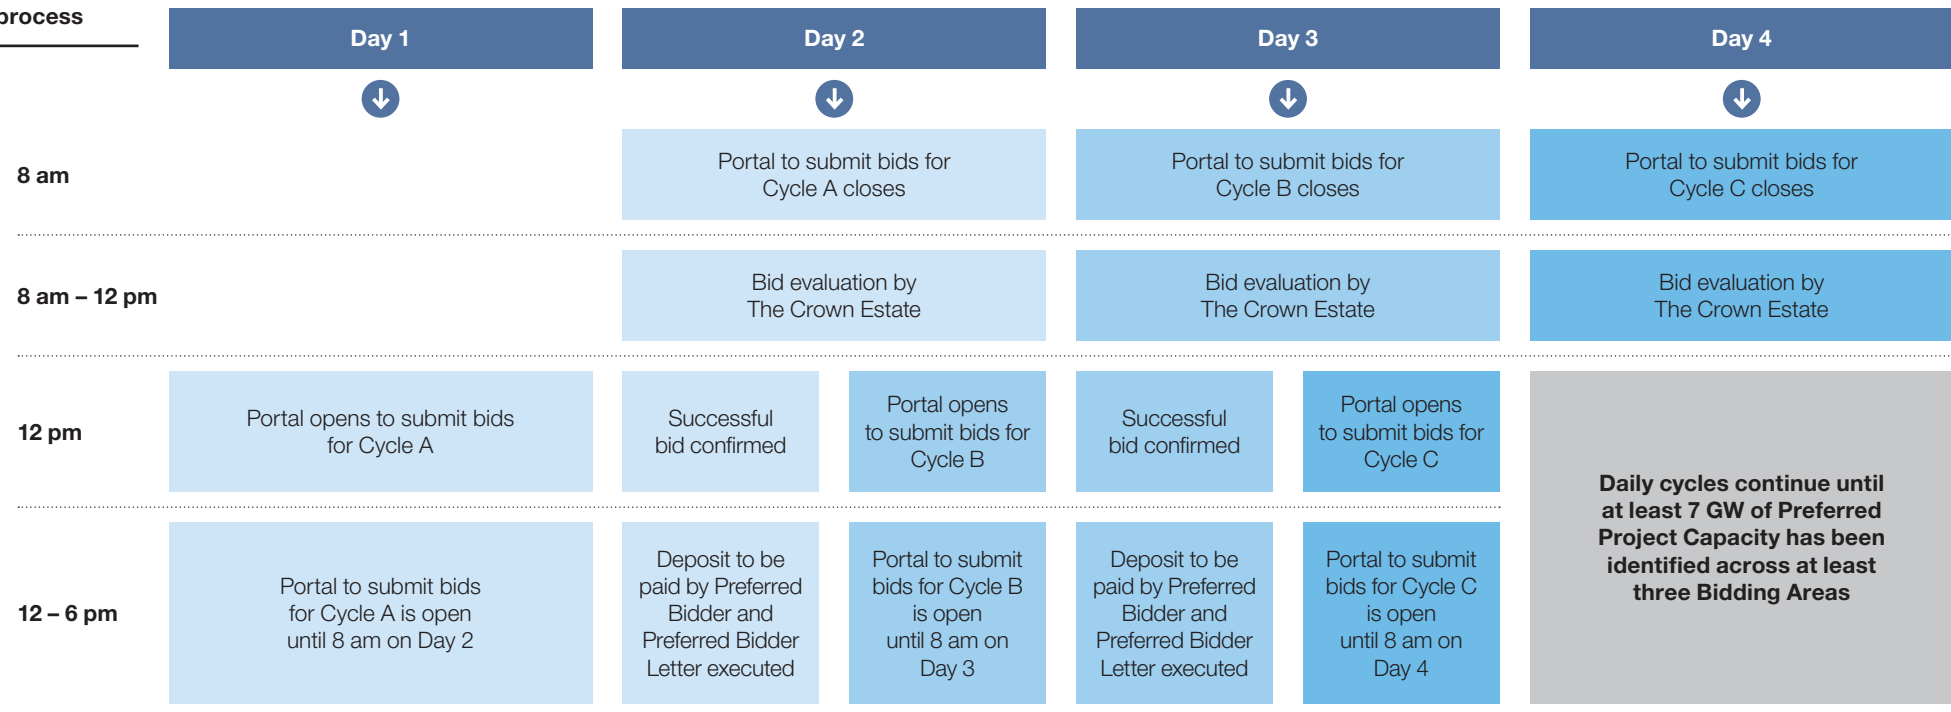 process
Day 1
Day 2
Day 3
Day 4
8 am
Portal to submit bids for
Cycle A closes
Portal to submit bids for
Cycle B closes
Portal to submit bids for
Cycle C closes
8 am – 12 pm
Bid evaluation by
The Crown Estate
Bid evaluation by
The Crown Estate
Bid evaluation by
The Crown Estate
12 pm
Portal opens to submit bids
for Cycle A
Successful
bid confirmed
Portal opens
to submit bids for
Cycle B
Successful
bid confirmed
Portal opens
to submit bids for
Cycle C
12 – 6 pm
Portal to submit bids
for Cycle A is open
until 8 am on Day 2
Deposit to be
paid by Preferred
Bidder and
Preferred Bidder
Letter executed
Portal to submit
bids for Cycle B
is open
until 8 am on
Day 3
Deposit to be
paid by Preferred
Bidder and
Preferred Bidder
Letter executed
Portal to submit
bids for Cycle C
is open
until 8 am on
Day 4
Daily cycles continue until
at least 7 GW of Preferred
Project Capacity has been
identified across at least
three Bidding Areas